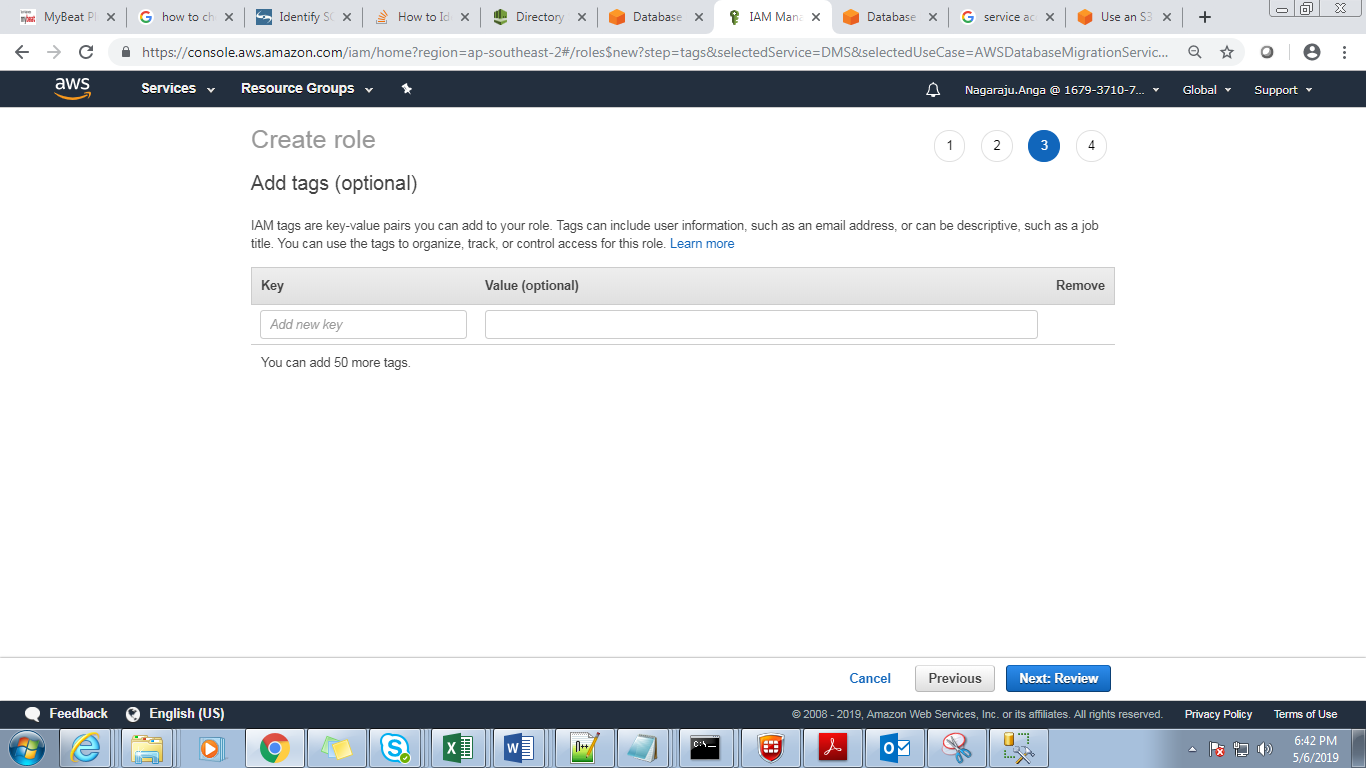 MyBeat Pl
how to ch
Identify SC
How to Id
Directory
Database
IAM Mana
Database
service acc
Use an S3
https://console.aws.amazon.com/iam/home?region=ap-southeast-2#/roles$new?step=tags&selectedService=DMS&selectedUseCase=AWSDatabaseMigrationServic...
aws
Services
Resource Groups
Nagaraju.Anga @ 1679-3710-7...
Global
Support
Create role
1 2 3 4
Add tags (optional)
IAM tags are key-value pairs you can add to your role. Tags can include user information, such as an email address, or can be descriptive, such as a job
title. You can use the tags to organize, track, or control access for this role. Learn more
Key Value (optional) Remove
Add new key
You can add 50 more tags.
Cancel Previous Next: Review
Feedback English (US) © 2008 - 2019, Amazon Web Services, Inc. or its affiliates. All rights reserved. Privacy Policy Terms of Use
6:42 PM
5/6/2019